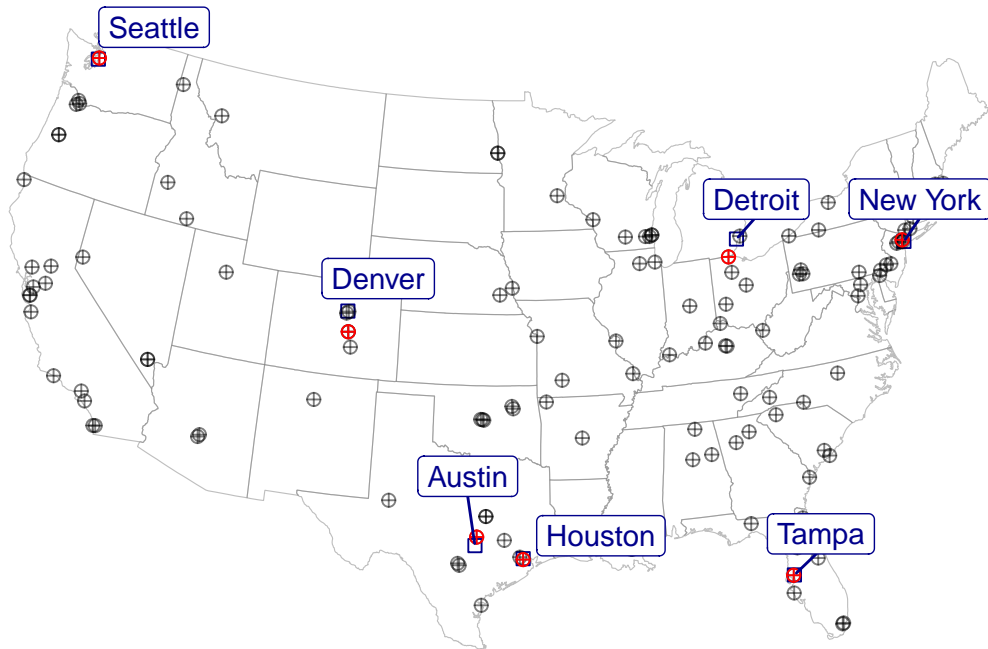 Seattle
Detroit
New York
Denver
Austin
Houston
Tampa